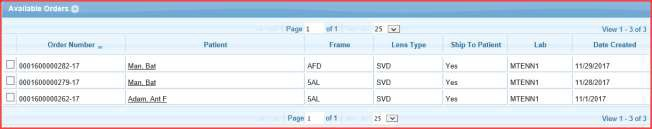 Available Orders
Page 1 of 1 25 View 1 - 3 of 3
Order Number Patient Frame Lens Type Ship To Patient Lab Date Created
0001600000282-17 Man, Bat AFD SVD Yes MTENN1 11/29/2017
0001600000279-17 Man, Bat 5AL SVD Yes MTENN1 11/28/2017
0001600000262-17 Adam, Ant F 5AL SVD Yes MTENN1 11/1/2017
Page 1 of 1 25 View 1 - 3 of 3